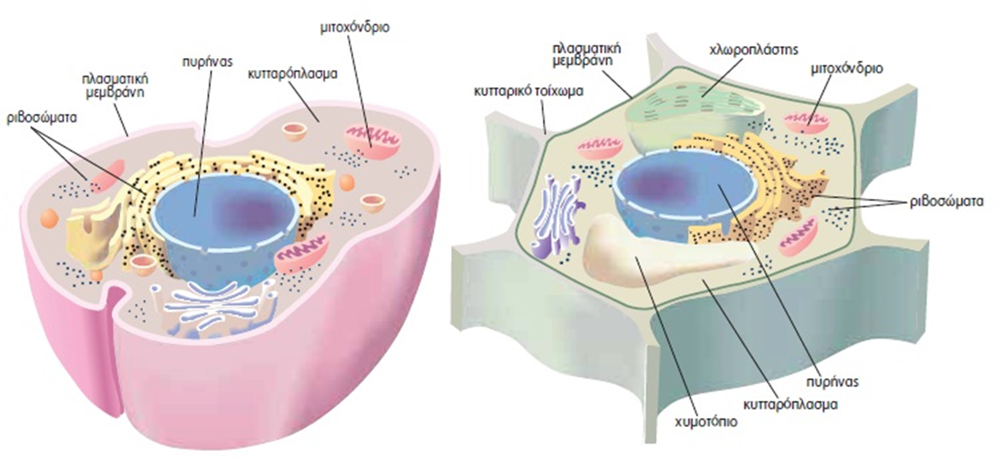 μιτοχόνδριο
πυρήνας
κυτταρόπλασμα
πλασματική
μεμβράνη
ριβοσώματα
πλασματική
μεμβράνη
χλωροπλάστης
μιτοχόνδριο
κυτταρικό τοίχωμα
ριβοσώματα
πυρήνας
κυτταρόπλασμα
χυμοτόπιο